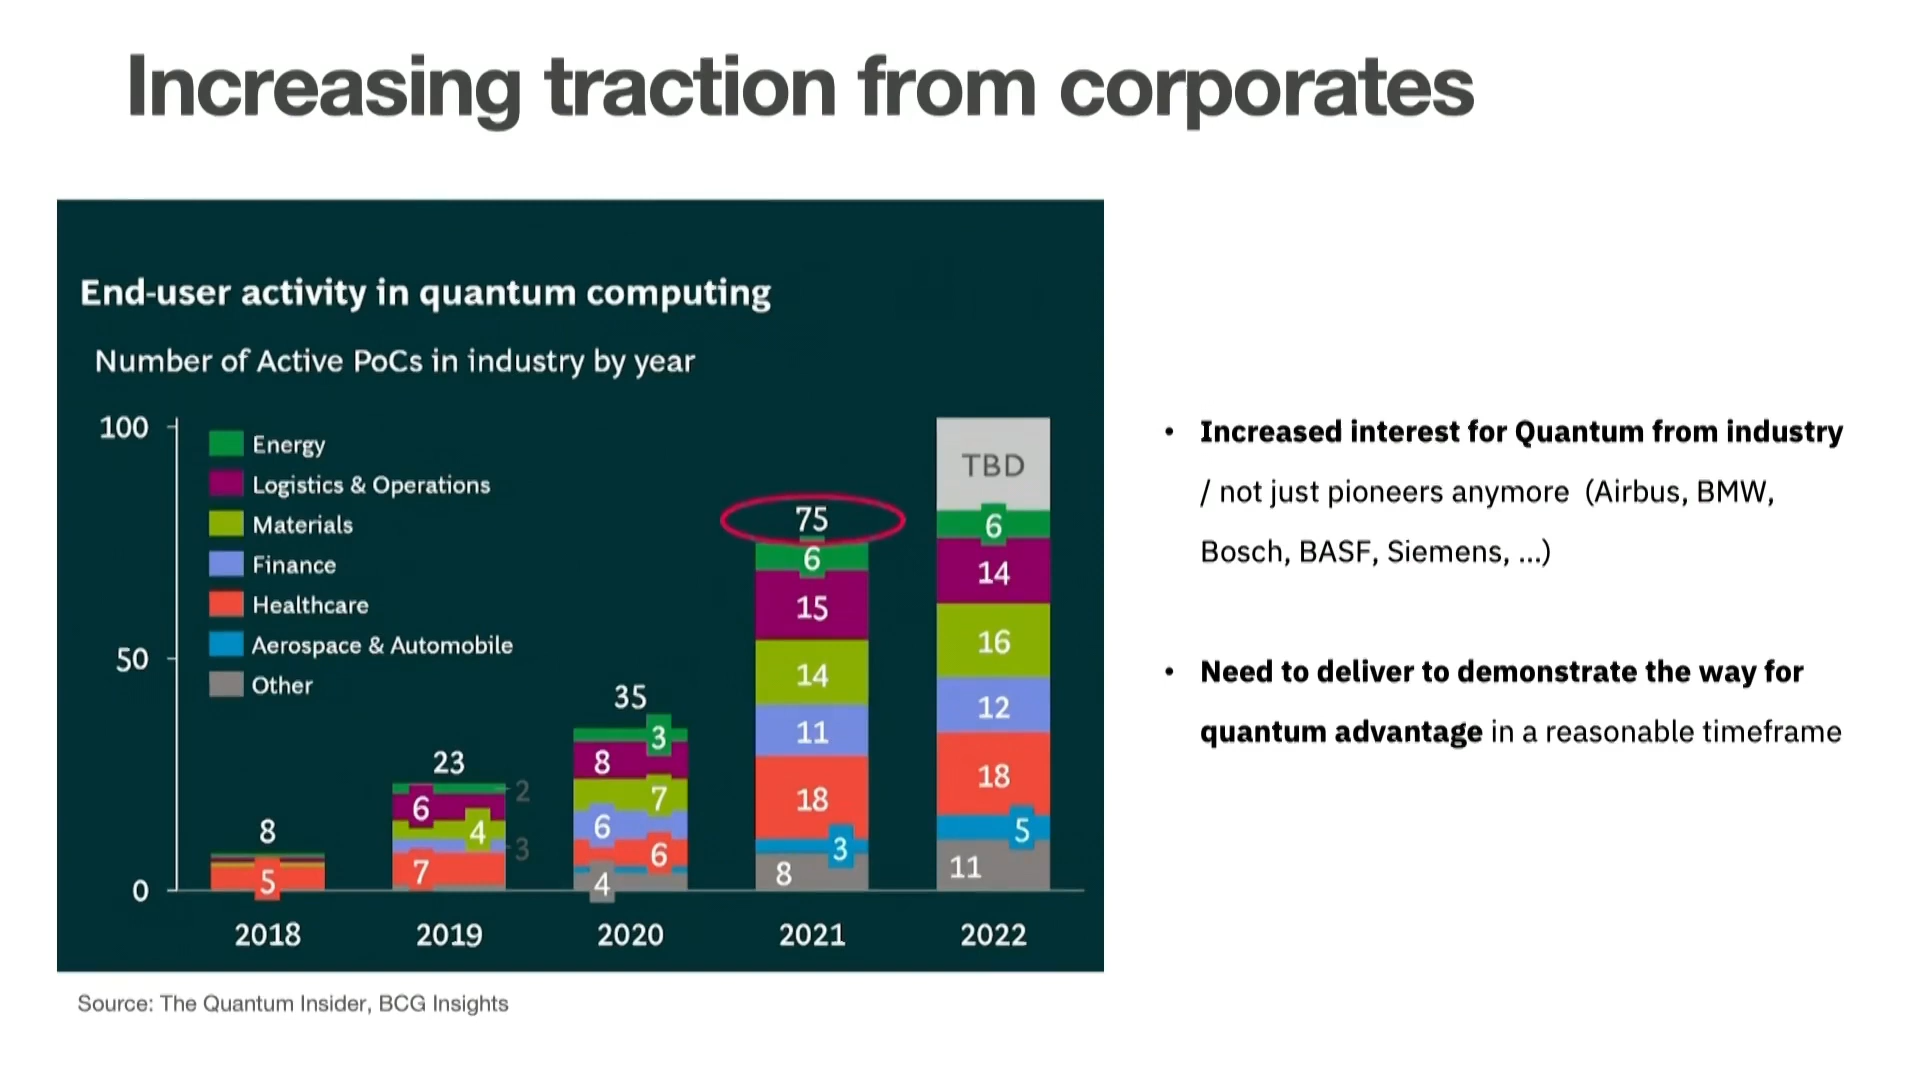 Increasing traction from corporates
End-user activity in quantum computing
Number of Active PoCs in industry by year
100
50
0
Energy
Logistics & Operations
Materials
Finance
Healthcare
Aerospace & Automobile
Other
8
5
2018
23
2
6
4
3
7
2019
35
3
8
7
6
6
4
2020
75
6
15
14
11
18
3
8
2021
TBD
6
14
16
12
18
5
11
2022
Source: The Quantum Insider, BCG Insights
• Increased interest for Quantum from industry
/ not just pioneers anymore (Airbus, BMW,
Bosch, BASF, Siemens, ...)
• Need to deliver to demonstrate the way for
quantum advantage in a reasonable timeframe